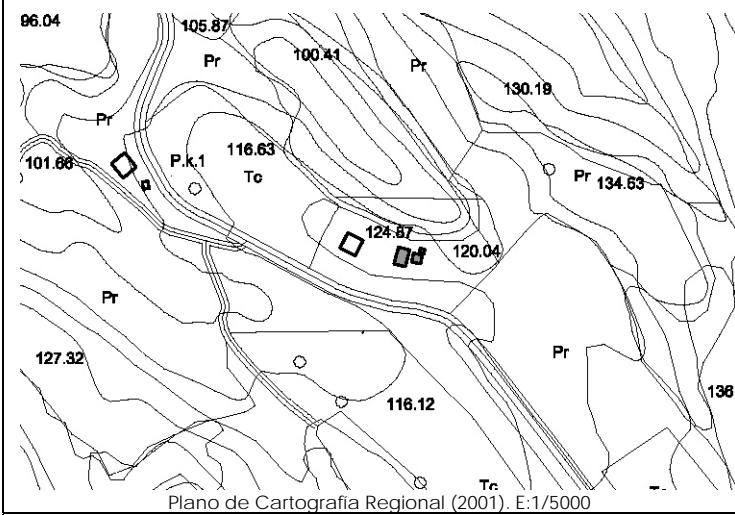 96.04
105.87
Pr
100.41
Pr
130.19
Pr
101.66
P.k.1
116.63
Tc
Pr
134.63
124.87
120.04
Pr
127.32
Pr
116.12
136
Tc
Plano de Cartografía Regional (2001). E:1/5000